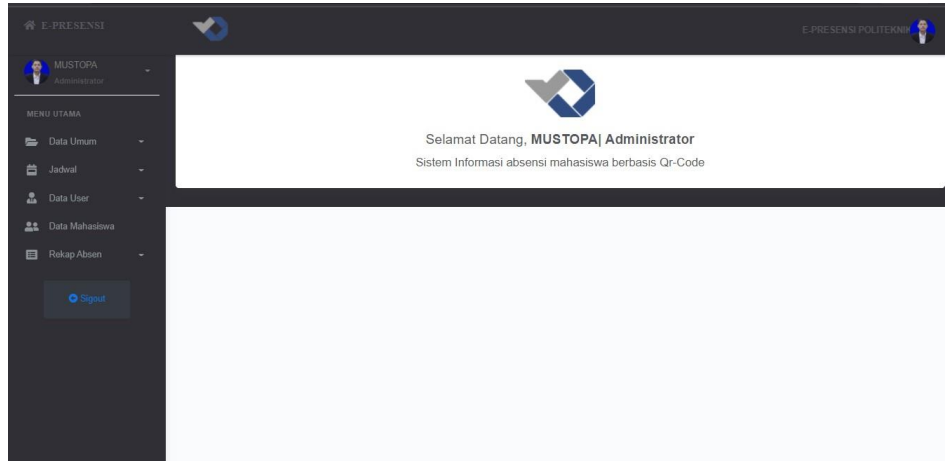 E-PRESENSI
E-PRESENSI POLITEKNIK
MUSTOPA
Administrator
MENU UTAMA
Data Umum
Jadwal
Data User
Data Mahasiswa
Rekap Absen
Sigout
Selamat Datang, MUSTOPA| Administrator
Sistem Informasi absensi mahasiswa berbasis Qr-Code